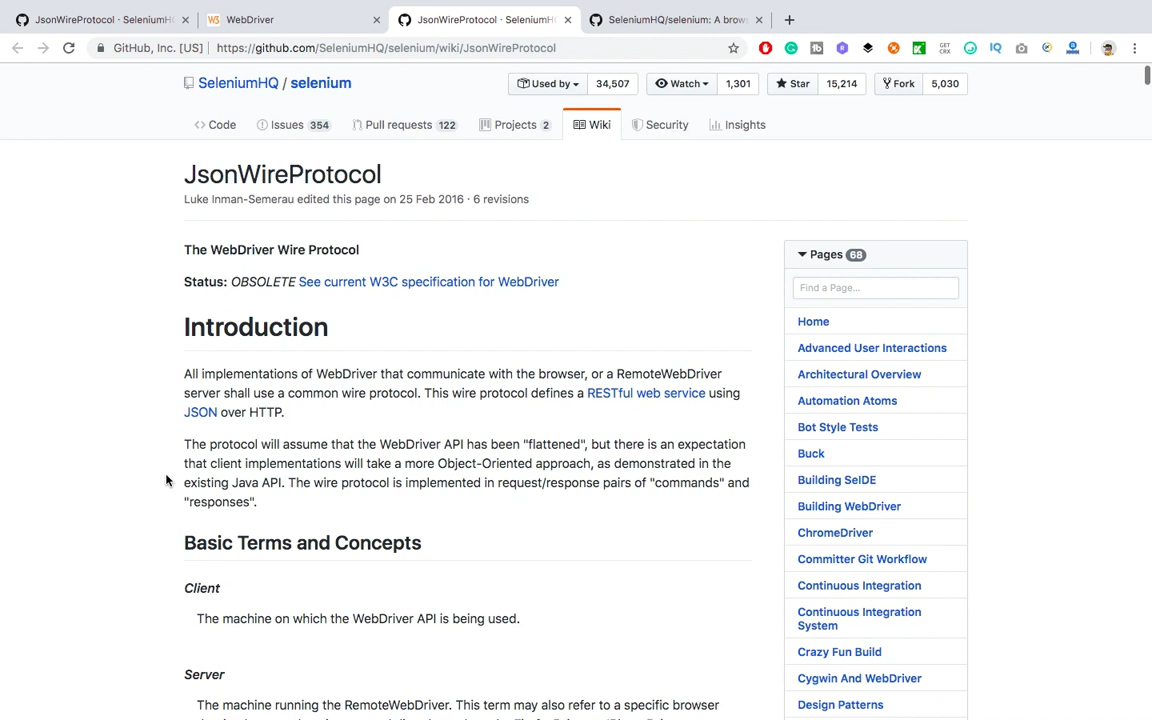 JsonWireProtocol · SeleniumH
WebDriver
JsonWireProtocol · SeleniumH
SeleniumHQ/selenium: A brow
GitHub, Inc. [US]
https://github.com/SeleniumHQ/selenium/wiki/JsonWireProtocol
GET CRX
IQ
SeleniumHQ / selenium
Used by 34,507
Watch 1,301
Star 15,214
Fork 5,030
Code
Issues 354
Pull requests 122
Projects 2
Wiki
Security
Insights
JsonWireProtocol
Luke Inman-Semerau edited this page on 25 Feb 2016 · 6 revisions
The WebDriver Wire Protocol
Status: OBSOLETE See current W3C specification for WebDriver
Introduction
All implementations of WebDriver that communicate with the browser, or a RemoteWebDriver
server shall use a common wire protocol. This wire protocol defines a RESTful web service using
JSON over HTTP.
The protocol will assume that the WebDriver API has been "flattened", but there is an expectation
that client implementations will take a more Object-Oriented approach, as demonstrated in the
existing Java API. The wire protocol is implemented in request/response pairs of "commands" and
"responses".
Basic Terms and Concepts
Client
The machine on which the WebDriver API is being used.
Server
The machine running the RemoteWebDriver. This term may also refer to a specific browser
Pages 68
Find a Page...
Home
Advanced User Interactions
Architectural Overview
Automation Atoms
Bot Style Tests
Buck
Building SeIDE
Building WebDriver
ChromeDriver
Committer Git Workflow
Continuous Integration
Continuous Integration
System
Crazy Fun Build
Cygwin And WebDriver
Design Patterns